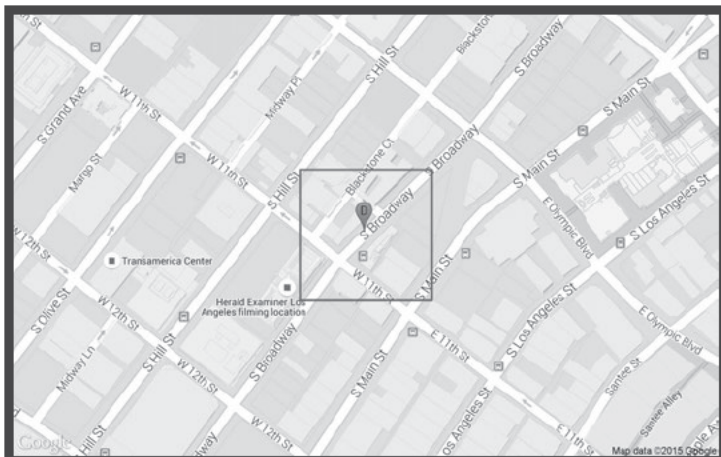 Blackstone
S Broadway
S Hill St
S Grand Ave
W 11th St
Midway Pl
S Main St
Margo St
W 11th St
Blackstone Ct
S Broadway
S Main St
S Hill St
S Los Angeles St
W 12th St
S Broadway
E Olympic Blvd
Transamerica Center
Herald Examiner Los
Angeles filming location
W 11th St
S Main St
S Olive St
W 12th St
E Olympic Blvd
E 11th St
S Los Angeles St
Midway Ln
S Hill St
S Broadway
S Main St
W 12th St
Santee St
Santee Alley
Hill St
Los Angeles St
E 11th St
Google
Map data ©2015 Google